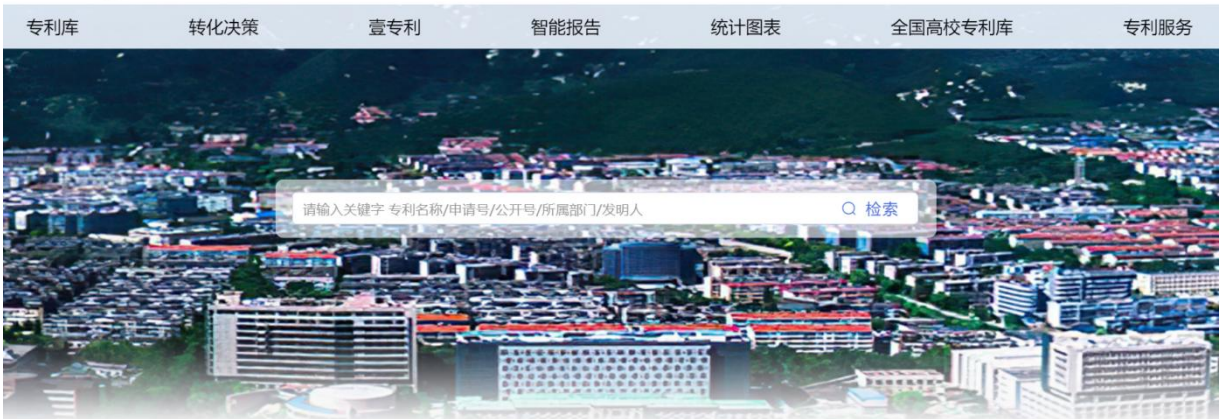 专利库 转化决策 壹专利 智能报告 统计图表 全国高校专利库 专利服务
请输入关键字 专利名称/申请号/公开号/所属部门/发明人 检索